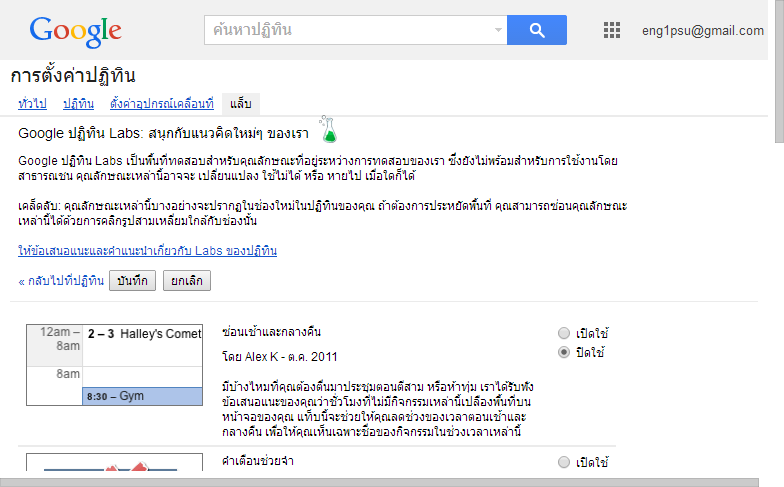 Google
ค้นหาปฏิทิน
eng1psu@gmail.com
การตั้งค่าปฏิทิน
ทั่วไป ปฏิทิน ตั้งค่าอุปกรณ์เคลื่อนที่ แล็บ
Google ปฏิทิน Labs: สนุกกับแนวคิดใหม่ๆ ของเรา
Google ปฏิทิน Labs เป็นพื้นที่ทดสอบสำหรับคุณลักษณะที่อยู่ระหว่างการทดสอบของเรา ซึ่งยังไม่พร้อมสำหรับการใช้งานโดย
สาธารณชน คุณลักษณะเหล่านี้อาจจะ เปลี่ยนแปลง ใช้ไม่ได้ หรือ หายไป เมื่อใดก็ได้
เคล็ดลับ: คุณลักษณะเหล่านี้บางอย่างจะปรากฏในช่องใหม่ในปฏิทินของคุณ ถ้าต้องการประหยัดพื้นที่ คุณสามารถซ่อนคุณลักษณะ
เหล่านี้ได้ด้วยการคลิกรูปสามเหลี่ยมใกล้กับช่องนั้น
ให้ข้อเสนอแนะและคำแนะนำเกี่ยวกับ Labs ของปฏิทิน
« กลับไปที่ปฏิทิน บันทึก ยกเลิก
12am –
8am
2 – 3 Halley's Comet
8am
8:30 – Gym
ซ่อนเช้าและกลางคืน
โดย Alex K - ต.ค. 2011
มีบ้างไหมที่คุณต้องตื่นมาประชุมตอนตีสาม หรือห้าทุ่ม เราได้รับฟัง
ข้อเสนอแนะของคุณว่าชั่วโมงที่ไม่มีกิจกรรมเหล่านี้เปลืองพื้นที่บน
หน้าจอของคุณ แท็บนี้จะช่วยให้คุณลดช่วงของเวลาตอนเช้าและ
กลางคืน เพื่อให้คุณเห็นเฉพาะชื่อของกิจกรรมในช่วงเวลาเหล่านี้
เปิดใช้
ปิดใช้
คำเตือนช่วยจำ
เปิดใช้